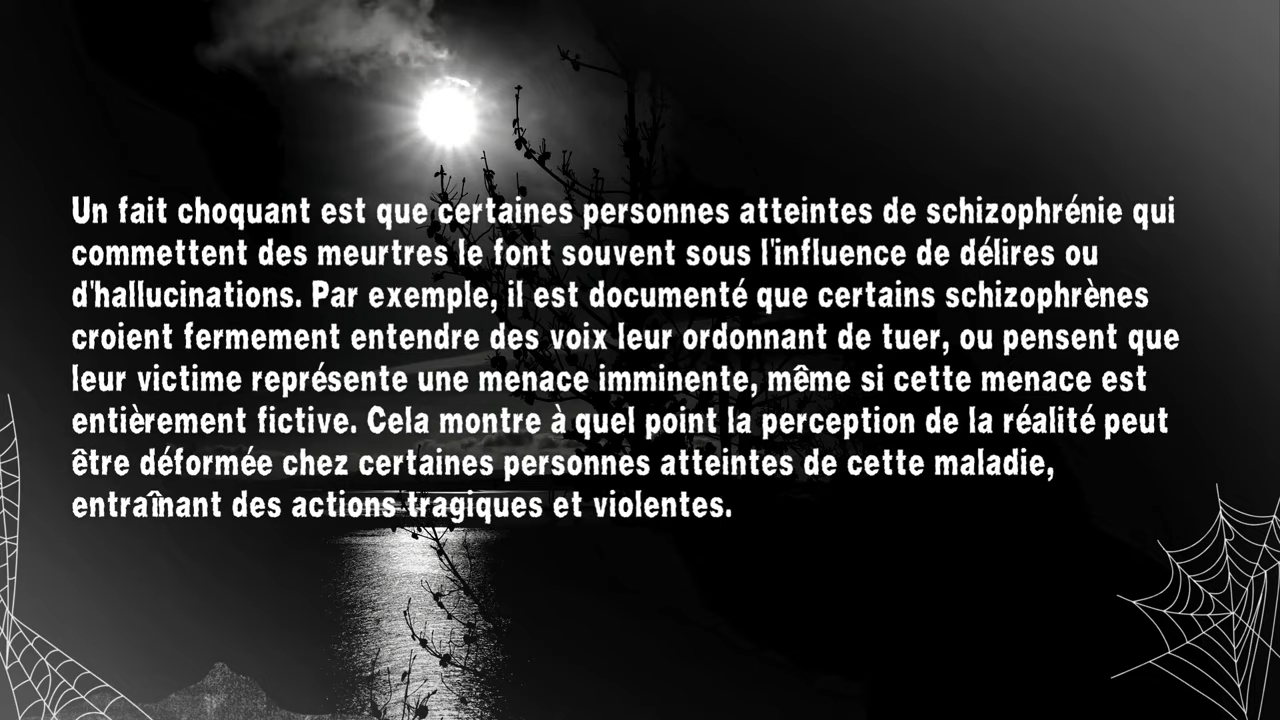 Un fait choquant est que certaines personnes atteintes de schizophrénie qui
commettent des meurtres le font souvent sous l'influence de délires ou
d'hallucinations. Par exemple, il est documenté que certains schizophrènes
croient fermement entendre des voix leur ordonnant de tuer, ou pensent que
leur victime représente une menace imminente, même si cette menace est
entièrement fictive. Cela montre à quel point la perception de la réalité peut
être déformée chez certaines personnes atteintes de cette maladie,
entraînant des actions tragiques et violentes.